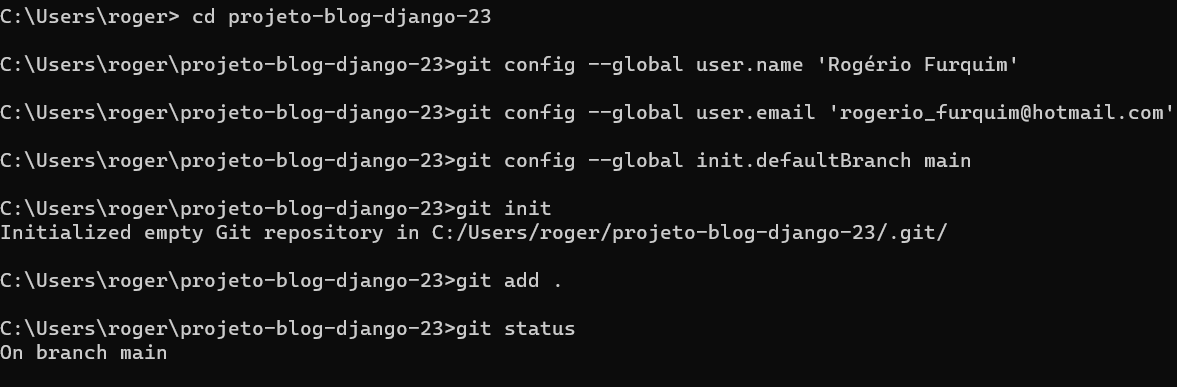 C:\Users\roger> cd projeto-blog-django-23
C:\Users\roger\projeto-blog-django-23>git config --global user.name 'Rogério Furquim'
C:\Users\roger\projeto-blog-django-23>git config --global user.email 'rogerio_furquim@hotmail.com'
C:\Users\roger\projeto-blog-django-23>git config --global init.defaultBranch main
C:\Users\roger\projeto-blog-django-23>git init
Initialized empty Git repository in C:/Users/roger/projeto-blog-django-23/.git/
C:\Users\roger\projeto-blog-django-23>git add .
C:\Users\roger\projeto-blog-django-23>git status
On branch main